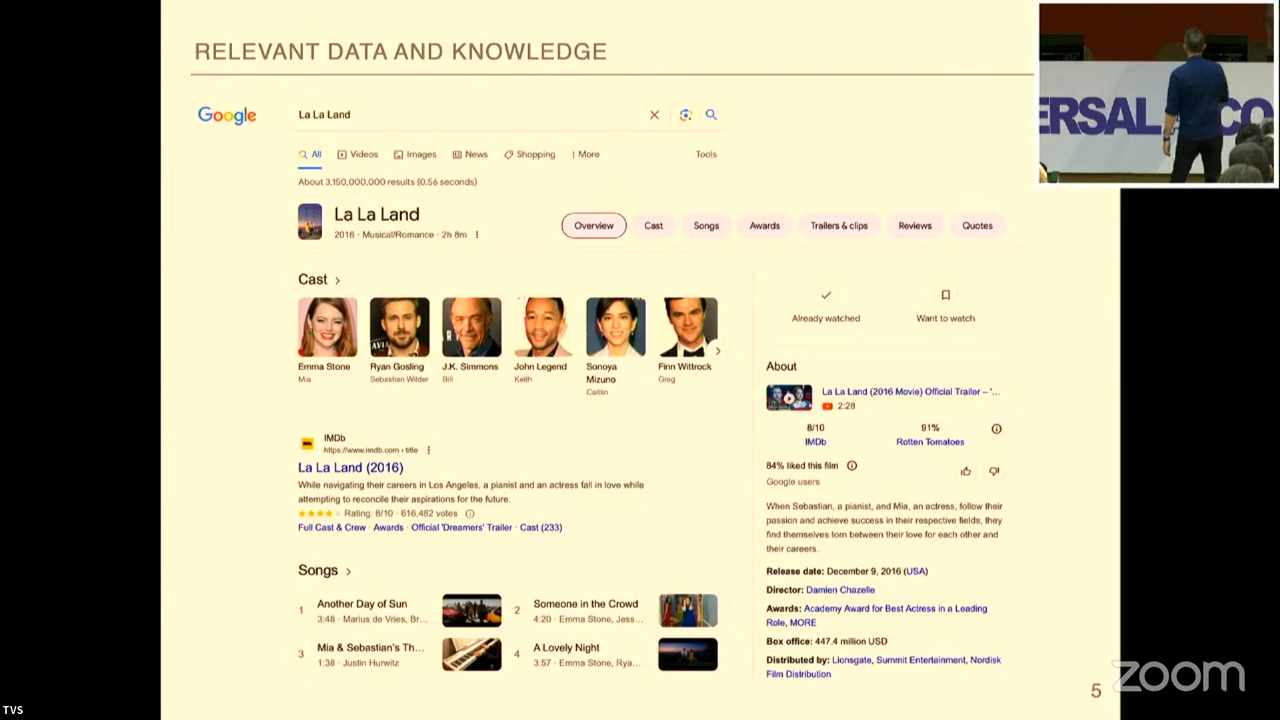 RELEVANT DATA AND KNOWLEDGE
ERSAL
CO
Google
La La Land
All
Videos
Images
News
Shopping
More
Tools
About 3,150,000,000 results (0.56 seconds)
La La Land
2016 · Musical/Romance · 2h 8m
Overview
Cast
Songs
Awards
Trailers & clips
Reviews
Quotes
Cast
Emma Stone
Mia
Ryan Gosling
Sebastian Wilder
J.K. Simmons
Bill
John Legend
Keith
Sonoya
Mizuno
Caitlin
Finn Wittrock
Greg
Already watched
Want to watch
About
La La Land (2016 Movie) Official Trailer – '...
2:28
8/10
IMDb
91%
Rotten Tomatoes
84% liked this film
Google users
When Sebastian, a pianist, and Mia, an actress, follow their
passion and achieve success in their respective fields, they
find themselves torn between their love for each other and
their careers.
Release date: December 9, 2016 (USA)
Director: Damien Chazelle
Awards: Academy Award for Best Actress in a Leading
Role, MORE
Box office: 447.4 million USD
Distributed by: Lionsgate, Summit Entertainment, Nordisk
Film Distribution
IMDb
https://www.imdb.com › title
La La Land (2016)
While navigating their careers in Los Angeles, a pianist and an actress fall in love while
attempting to reconcile their aspirations for the future.
Rating: 8/10 · 616,482 votes
Full Cast & Crew · Awards · Official 'Dreamers' Trailer · Cast (233)
Songs
1
Another Day of Sun
3:48 · Marius de Vries, Br...
2
Someone in the Crowd
4:20 · Emma Stone, Jess...
3
Mia & Sebastian's Th...
1:38 · Justin Hurwitz
4
A Lovely Night
3:57 · Emma Stone, Rya...
5
zoom
TVS